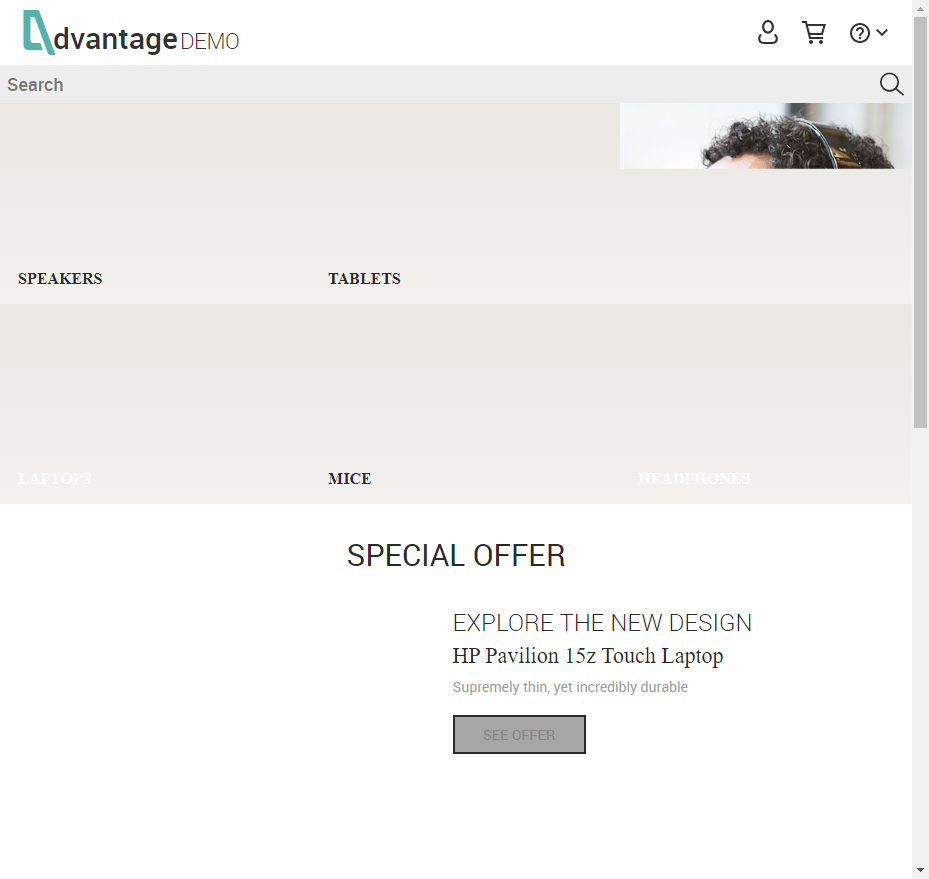 dvantage DEMO
Search
SPEAKERS
TABLETS
LAPTOPS
MICE
HEADPHONES
SPECIAL OFFER
EXPLORE THE NEW DESIGN
HP Pavilion 15z Touch Laptop
Supremely thin, yet incredibly durable
SEE OFFER